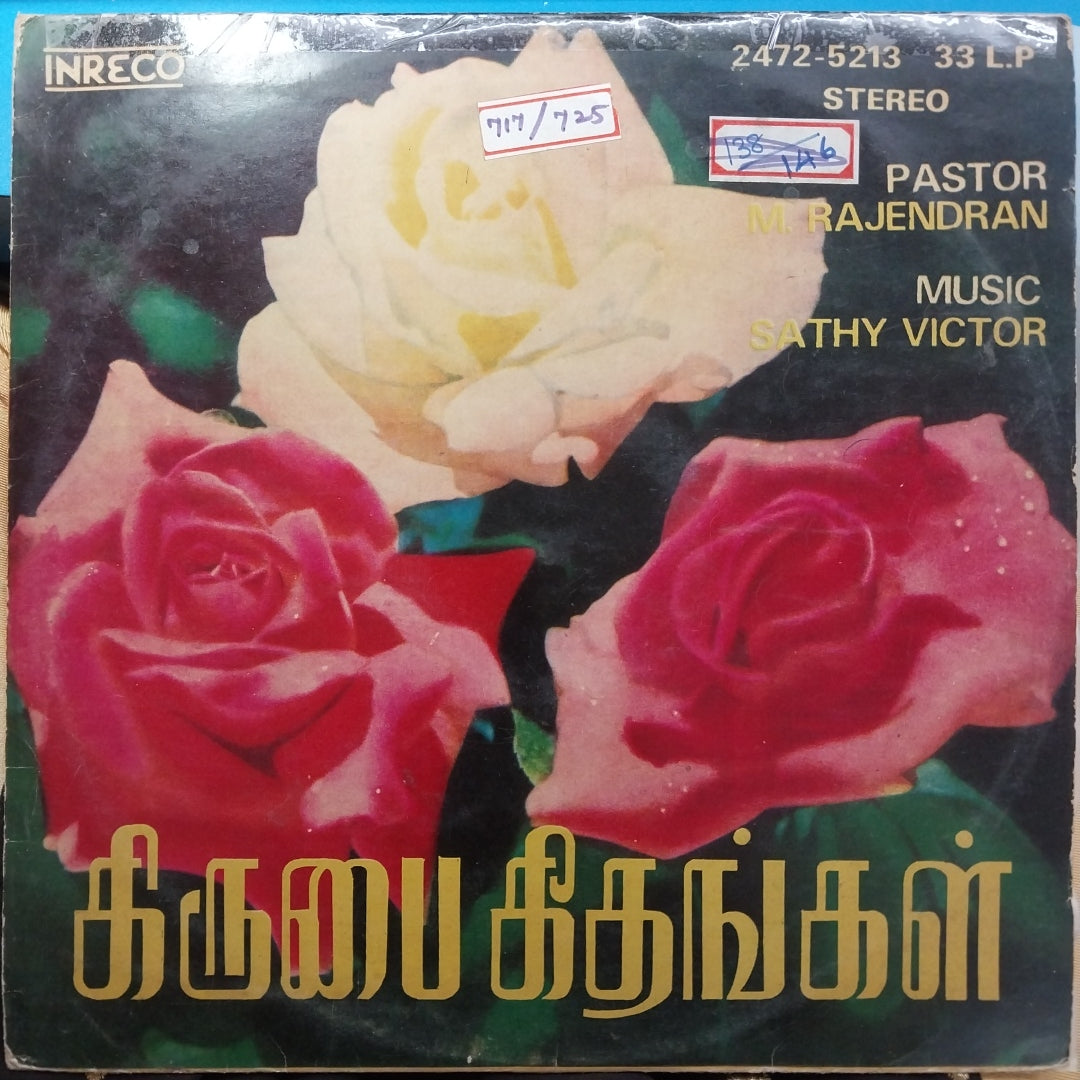 INRECO
2472-5213 33 L.P
STEREO
717/725
138/146
PASTOR
M. RAJENDRAN
MUSIC
SATHY VICTOR
கிருபை கீதங்கள்